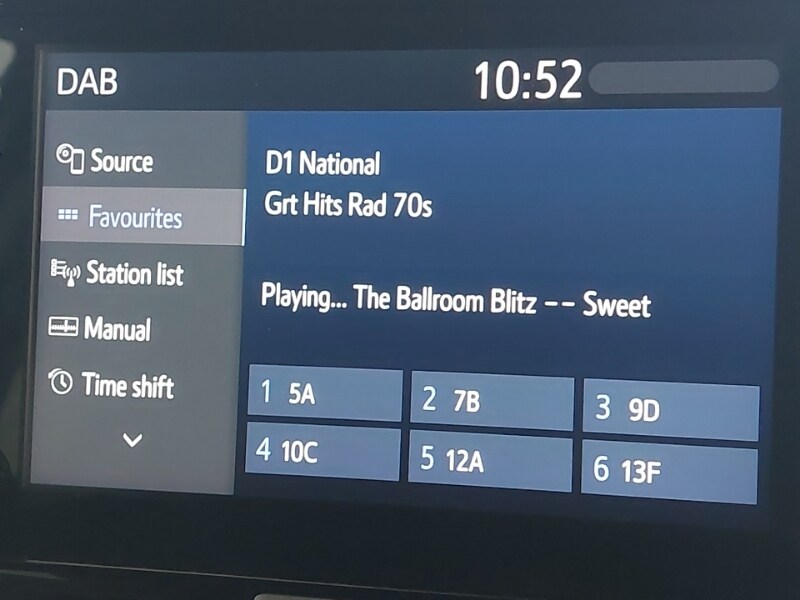 DAB
10:52
Source
Favourites
Station list
Manual
Time shift
D1 National
Grt Hits Rad 70s
Playing... The Ballroom Blitz -- Sweet
1 5A
2 7B
3 9D
4 10C
5 12A
6 13F